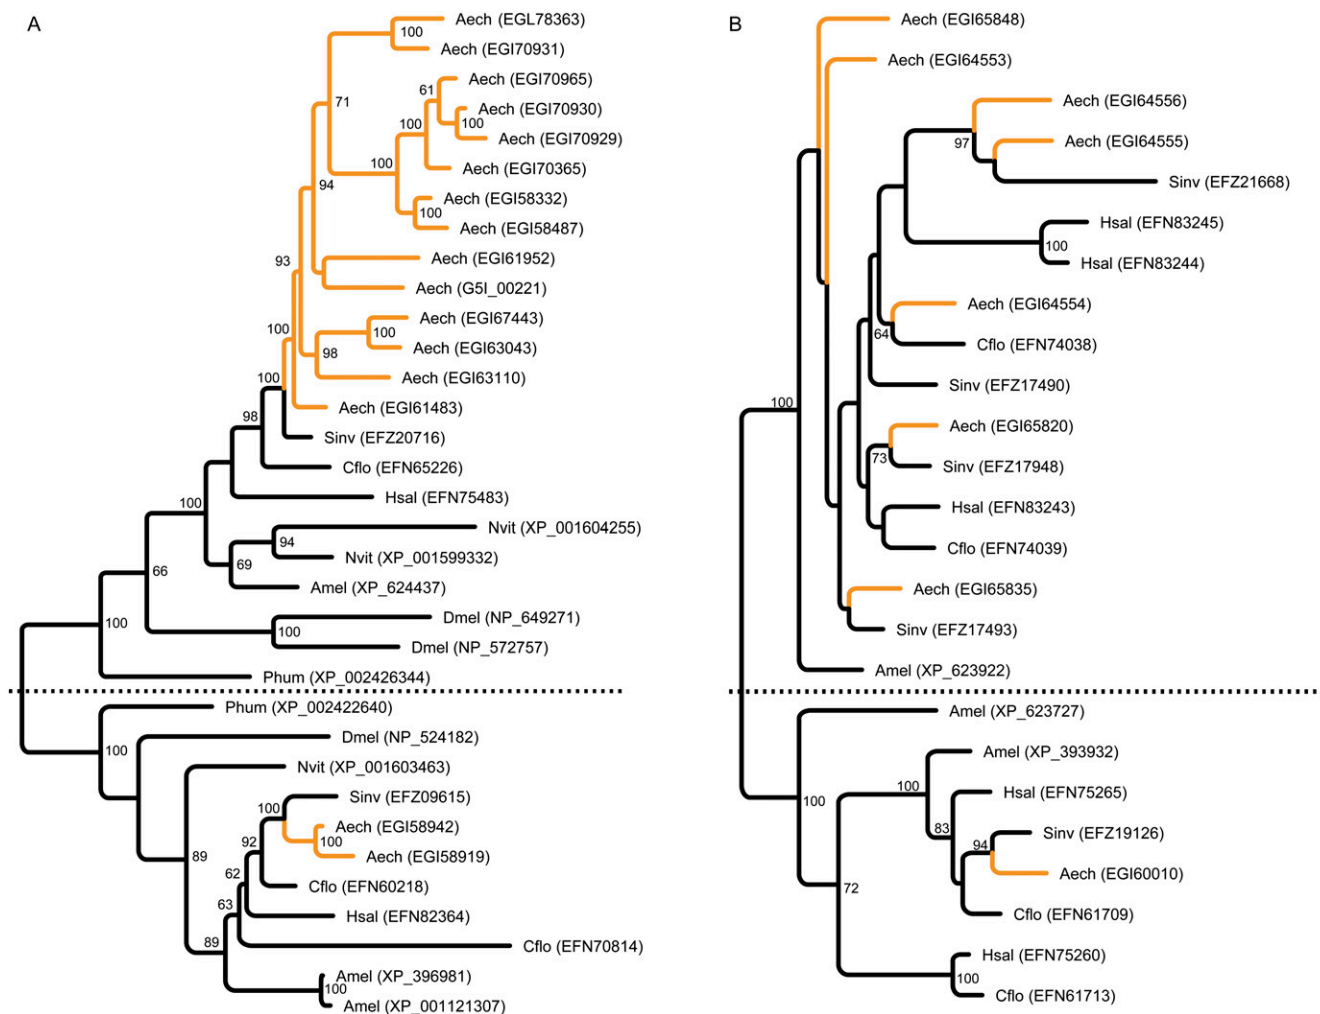 A
Aech (EGL78363)
100
Aech (EGI70931)
Aech (EGI70965)
61
Aech (EGI70930)
100
100
Aech (EGI70929)
71
100
Aech (EGI70365)
94
Aech (EGI58332)
100
Aech (EGI58487)
93
Aech (EGI61952)
Aech (G5I_00221)
Aech (EGI67443)
100
100
Aech (EGI63043)
98
100
Aech (EGI63110)
Aech (EGI61483)
98
Sinv (EFZ20716)
Cflo (EFN65226)
Hsal (EFN75483)
100
Nvit (XP_001604255)
94
Nvit (XP_001599332)
69
66
Amel (XP_624437)
Dmel (NP_649271)
100
100
Dmel (NP_572757)
Phum (XP_002426344)
Phum (XP_002422640)
100
Dmel (NP_524182)
Nvit (XP_001603463)
Sinv (EFZ09615)
100
Aech (EGI58942)
100
92
Aech (EGI58919)
89
62
Cflo (EFN60218)
63
Hsal (EFN82364)
89
Cflo (EFN70814)
Amel (XP_396981)
100
Amel (XP_001121307)
B
Aech (EGI65848)
Aech (EGI64553)
Aech (EGI64556)
97
Aech (EGI64555)
Sinv (EFZ21668)
Hsal (EFN83245)
100
Hsal (EFN83244)
Aech (EGI64554)
64
Cflo (EFN74038)
Sinv (EFZ17490)
100
Aech (EGI65820)
73
Sinv (EFZ17948)
Hsal (EFN83243)
Cflo (EFN74039)
Aech (EGI65835)
Sinv (EFZ17493)
Amel (XP_623922)
Amel (XP_623727)
Amel (XP_393932)
100
100
Hsal (EFN75265)
83
Sinv (EFZ19126)
94
Aech (EGI60010)
72
Cflo (EFN61709)
Hsal (EFN75260)
100
Cflo (EFN61713)